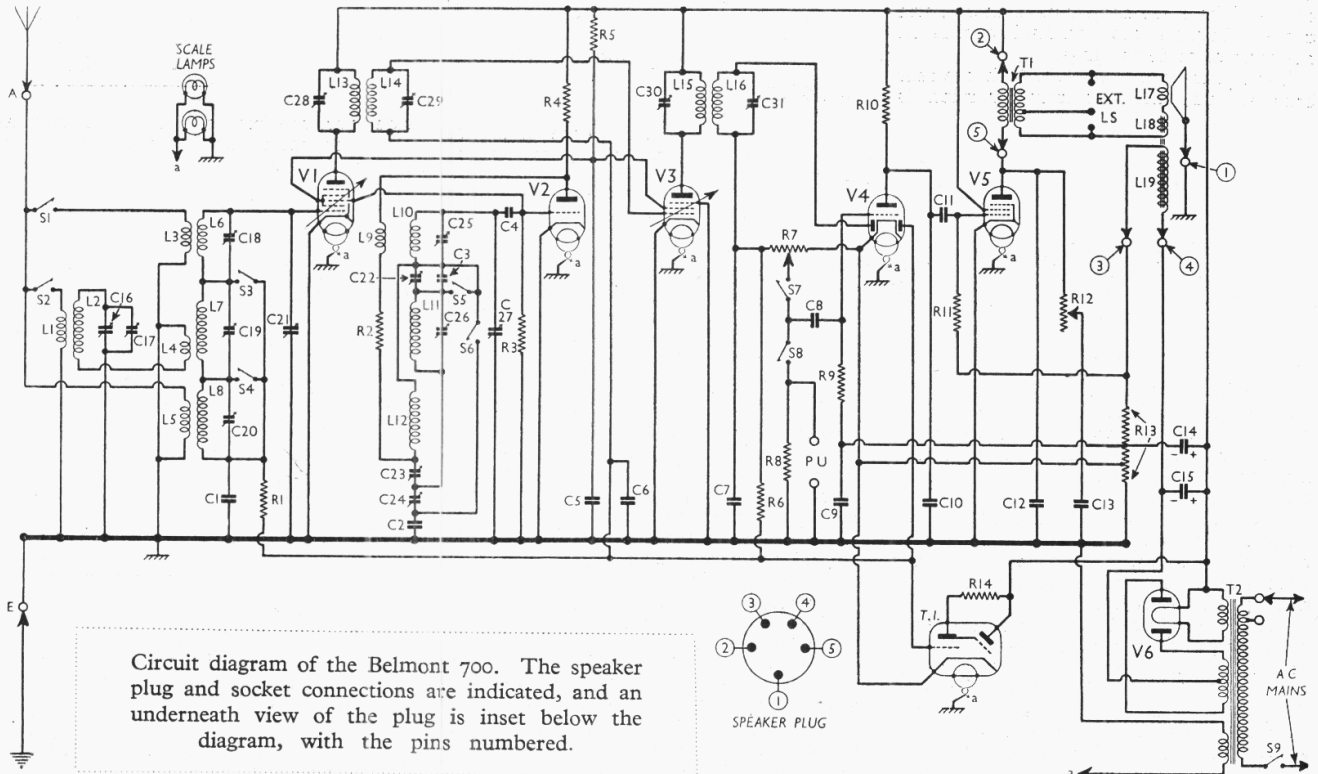 R5
②
SCALE
LAMPS
L13
L14
L15
L16
T1
C28
C29
R4
C30
C31
R10
EXT.
LS
L17
L18
A
a
⑤
①
V1
V2
V3
V4
V5
L19
S1
L3
L6
C18
L10
C25
C4
C11
L9
C22
C3
R7
a
a
a
a
a
③
④
S2
S3
S7
L2
C16
L7
C21
L11
S5
C
27
C8
R11
R12
L1
C17
C19
R2
C26
R3
L4
S6
S8
S4
R9
L8
L5
C20
L12
R13
C14
- +
R8
P U
C23
C15
- +
C1
R1
C24
C5
C6
C7
R6
C9
C10
C12
C13
C2
E
R14
T2
③
④
T.I.
②
⑤
V6
①
A C
MAINS
a
SPEAKER PLUG
S9
a
Circuit diagram of the Belmont 700. The speaker
plug and socket connections are indicated, and an
underneath view of the plug is inset below the
diagram, with the pins numbered.